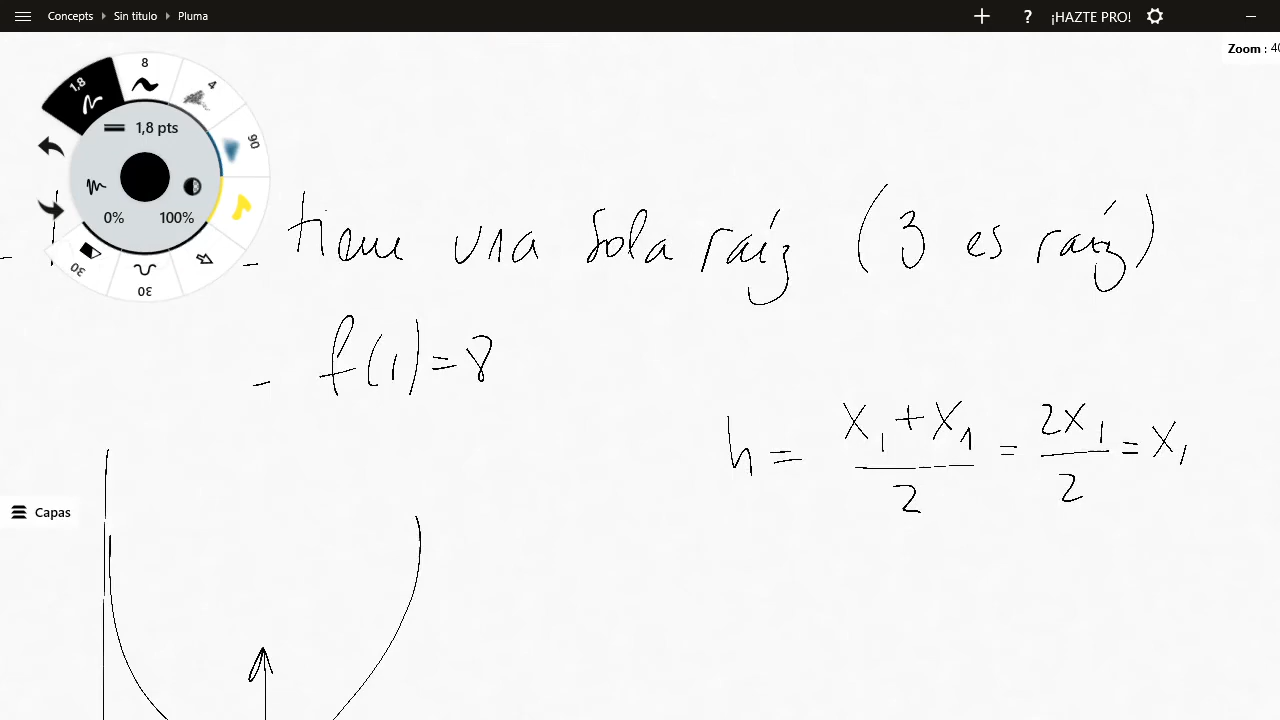 Concepts Sin titulo Pluma + ? ¡HAZTE PRO!
Zoom : 40
8
1,8
4
1,8 pts
90
0% 100%
30
30
- tiene una sola raíz (3 es raíz)
- f(1)=8
h = x₁+x₁/2 = 2x₁/2 = x₁
Capas